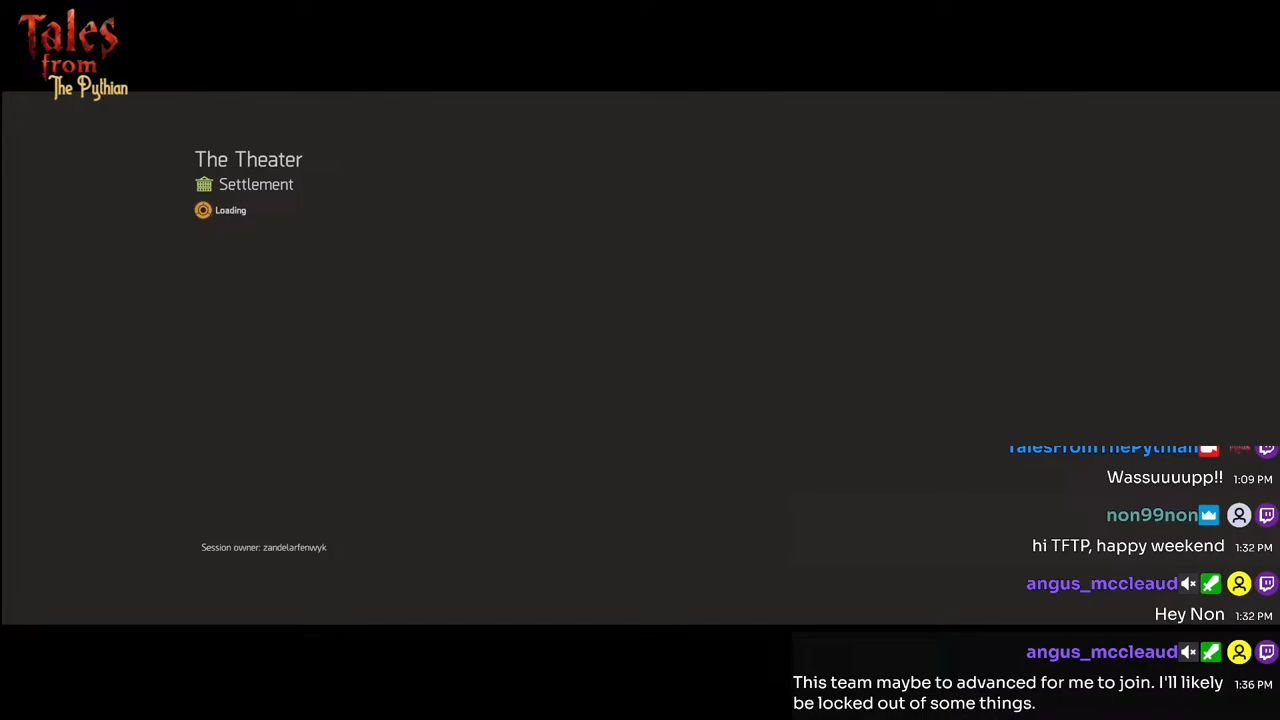 Tales
from
The Pythian
The Theater
Settlement
Loading
Session owner: zandelarfenwyk
TalesFromThePythian
Wassuuuupp!! 1:09 PM
non99non
hi TFTP, happy weekend 1:32 PM
angus_mccleaud
Hey Non 1:32 PM
angus_mccleaud
This team maybe to advanced for me to join. I'll likely 1:36 PM
be locked out of some things.